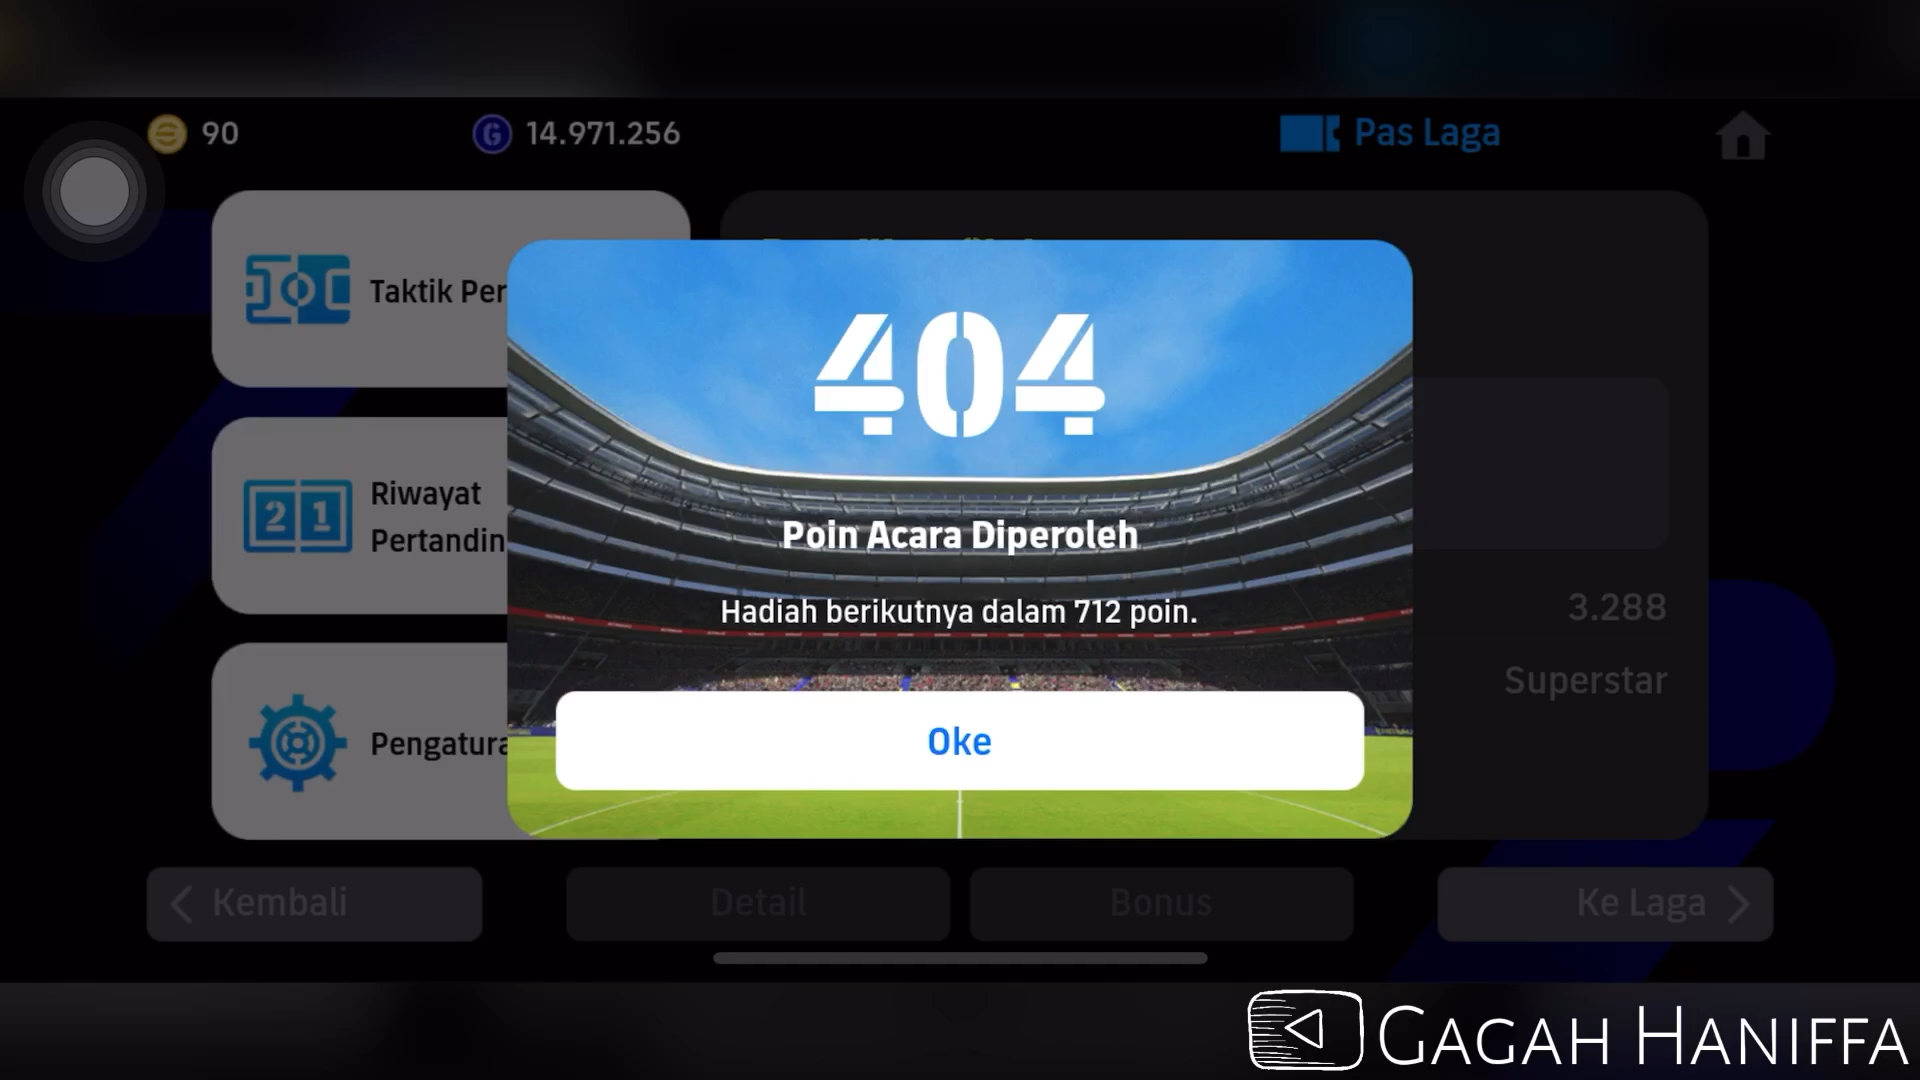 90
14.971.256
Pas Laga
Taktik Per
404
Poin Acara Diperoleh
Riwayat
Pertandin
21
Hadiah berikutnya dalam 712 poin.
3.288
Superstar
Pengatura
Oke
Kembali
Detail
Bonus
Ke Laga
GAGAH HANIFFA